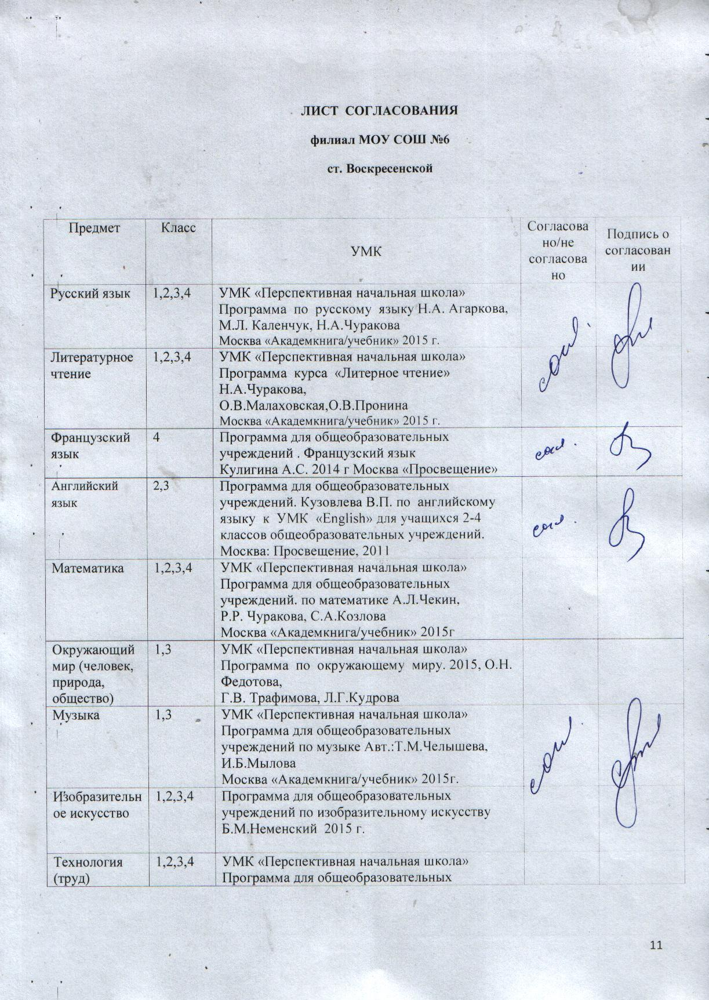 ЛИСТ СОГЛАСОВАНИЯ
филиал МОУ СОШ №6
ст. Воскресенской
Предмет
Класс
УМК
Согласова
но/не
согласова
но
Подпись о
согласован
ии
Русский язык
1,2,3,4
УМК «Перспективная начальная школа»
Программа по русскому языку Н.А. Агаркова,
М.Л. Каленчук, Н.А.Чуракова
Москва «Академкнига/учебник» 2015 г.
Литературное
чтение
1,2,3,4
УМК «Перспективная начальная школа»
Программа курса «Литерное чтение»
Н.А.Чуракова,
О.В.Малаховская,О.В.Пронина
Москва «Академкнига/учебник» 2015 г.
Французский
язык
4
Программа для общеобразовательных
учреждений . Французский язык
Кулигина А.С. 2014 г Москва «Просвещение»
Английский
язык
2,3
Программа для общеобразовательных
учреждений. Кузовлева В.П. по английскому
языку к УМК «English» для учащихся 2-4
классов общеобразовательных учреждений.
Москва: Просвещение, 2011
Математика
1,2,3,4
УМК «Перспективная начальная школа»
Программа для общеобразовательных
учреждений. по математике А.Л.Чекин,
Р.Р. Чуракова, С.А.Козлова
Москва «Академкнига/учебник» 2015г
Окружающий
мир (человек,
природа,
общество)
1,3
УМК «Перспективная начальная школа»
Программа по окружающему миру. 2015, О.Н.
Федотова,
Г.В. Трафимова, Л.Г.Кудрова
Музыка
1,3
УМК «Перспективная начальная школа»
Программа для общеобразовательных
учреждений по музыке Авт.:Т.М.Челышева,
И.Б.Мылова
Москва «Академкнига/учебник» 2015г.
Изобразительн
ое искусство
1,2,3,4
Программа для общеобразовательных
учреждений по изобразительному искусству
Б.М.Неменский 2015 г.
Технология
(труд)
1,2,3,4
УМК «Перспективная начальная школа»
Программа для общеобразовательных
11